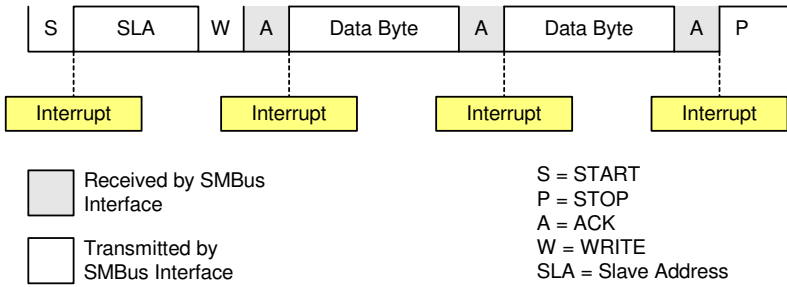 S SLA W A Data Byte A Data Byte A P
Interrupt Interrupt Interrupt Interrupt
Received by SMBus
Interface
Transmitted by
SMBus Interface
S = START
P = STOP
A = ACK
W = WRITE
SLA = Slave Address